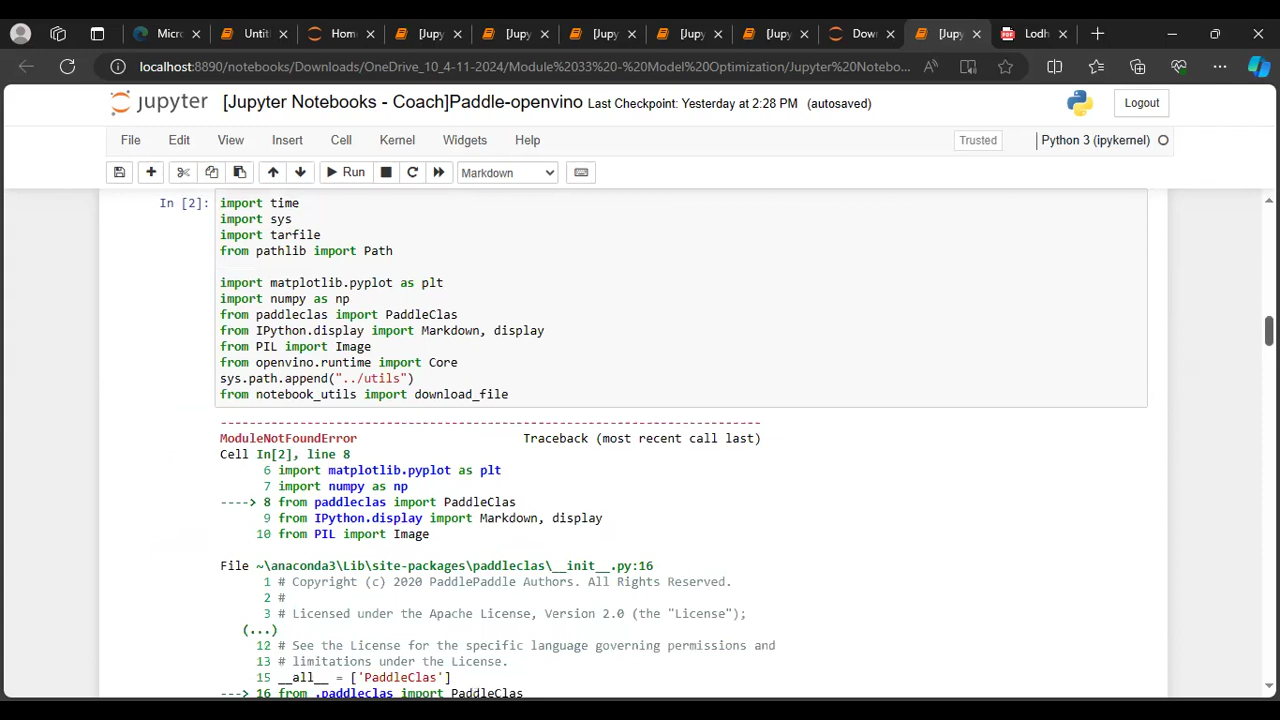 Micro
Untit
Home
[Jupy
[Jupy
[Jupy
[Jupy
[Jupy
Down
[Jupy
PDF
Lodh
localhost:8890/notebooks/Downloads/OneDrive_10_4-11-2024/Module%2033%20-%20Model%20Optimization/Jupyter%20Notebo...
jupyter [Jupyter Notebooks - Coach]Paddle-openvino Last Checkpoint: Yesterday at 2:28 PM (autosaved)
Logout
File Edit View Insert Cell Kernel Widgets Help Trusted Python 3 (ipykernel)
Run Markdown
In [2]: import time
import sys
import tarfile
from pathlib import Path
import matplotlib.pyplot as plt
import numpy as np
from paddleclas import PaddleClas
from IPython.display import Markdown, display
from PIL import Image
from openvino.runtime import Core
sys.path.append("../utils")
from notebook_utils import download_file
---------------------------------------------------------------------------
ModuleNotFoundError Traceback (most recent call last)
Cell In[2], line 8
6 import matplotlib.pyplot as plt
7 import numpy as np
----> 8 from paddleclas import PaddleClas
9 from IPython.display import Markdown, display
10 from PIL import Image
File ~\anaconda3\Lib\site-packages\paddleclas\__init__.py:16
1 # Copyright (c) 2020 PaddlePaddle Authors. All Rights Reserved.
2 #
3 # Licensed under the Apache License, Version 2.0 (the "License");
(...)
12 # See the License for the specific language governing permissions and
13 # limitations under the License.
15 __all__ = ['PaddleClas']
---> 16 from .paddleclas import PaddleClas